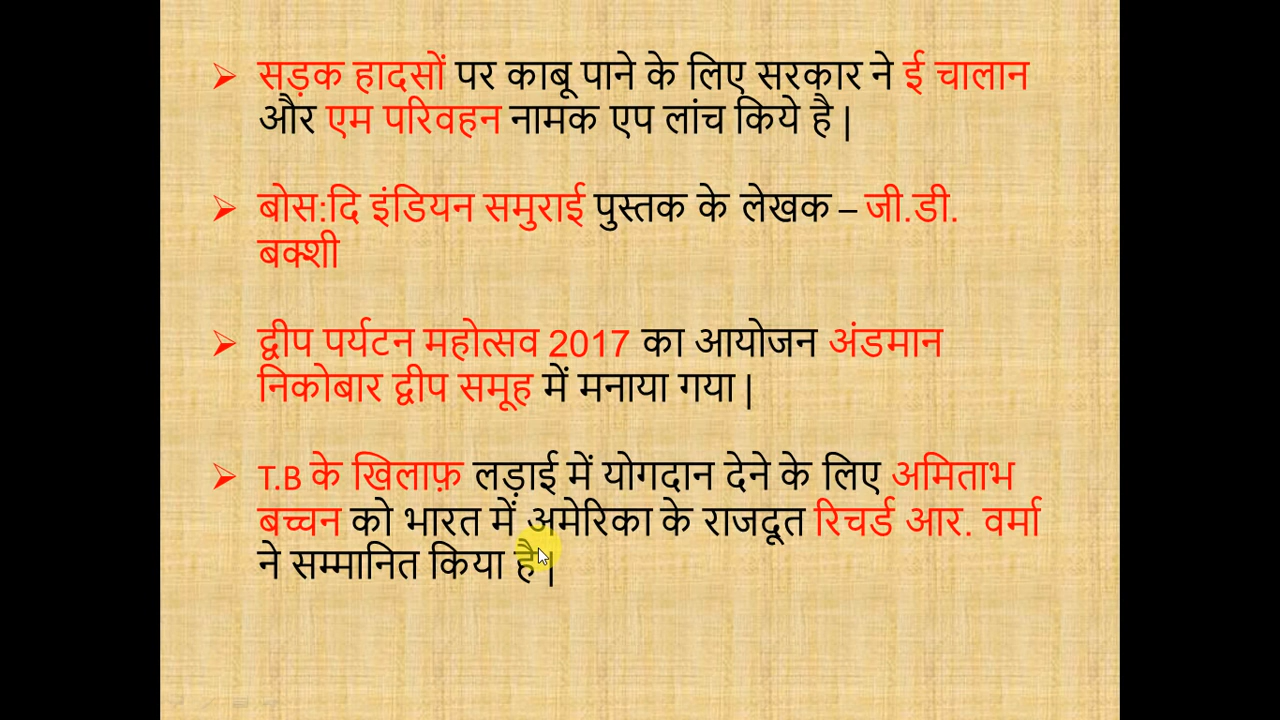 ➢ सड़क हादसों पर काबू पाने के लिए सरकार ने ई चालान
और एम परिवहन नामक एप लांच किये है |
➢ बोस:दि इंडियन समुराई पुस्तक के लेखक – जी.डी.
बक्शी
➢ द्वीप पर्यटन महोत्सव 2017 का आयोजन अंडमान
निकोबार द्वीप समूह में मनाया गया |
➢ T.B के खिलाफ़ लड़ाई में योगदान देने के लिए अमिताभ
बच्चन को भारत में अमेरिका के राजदूत रिचर्ड आर. वर्मा
ने सम्मानित किया है |